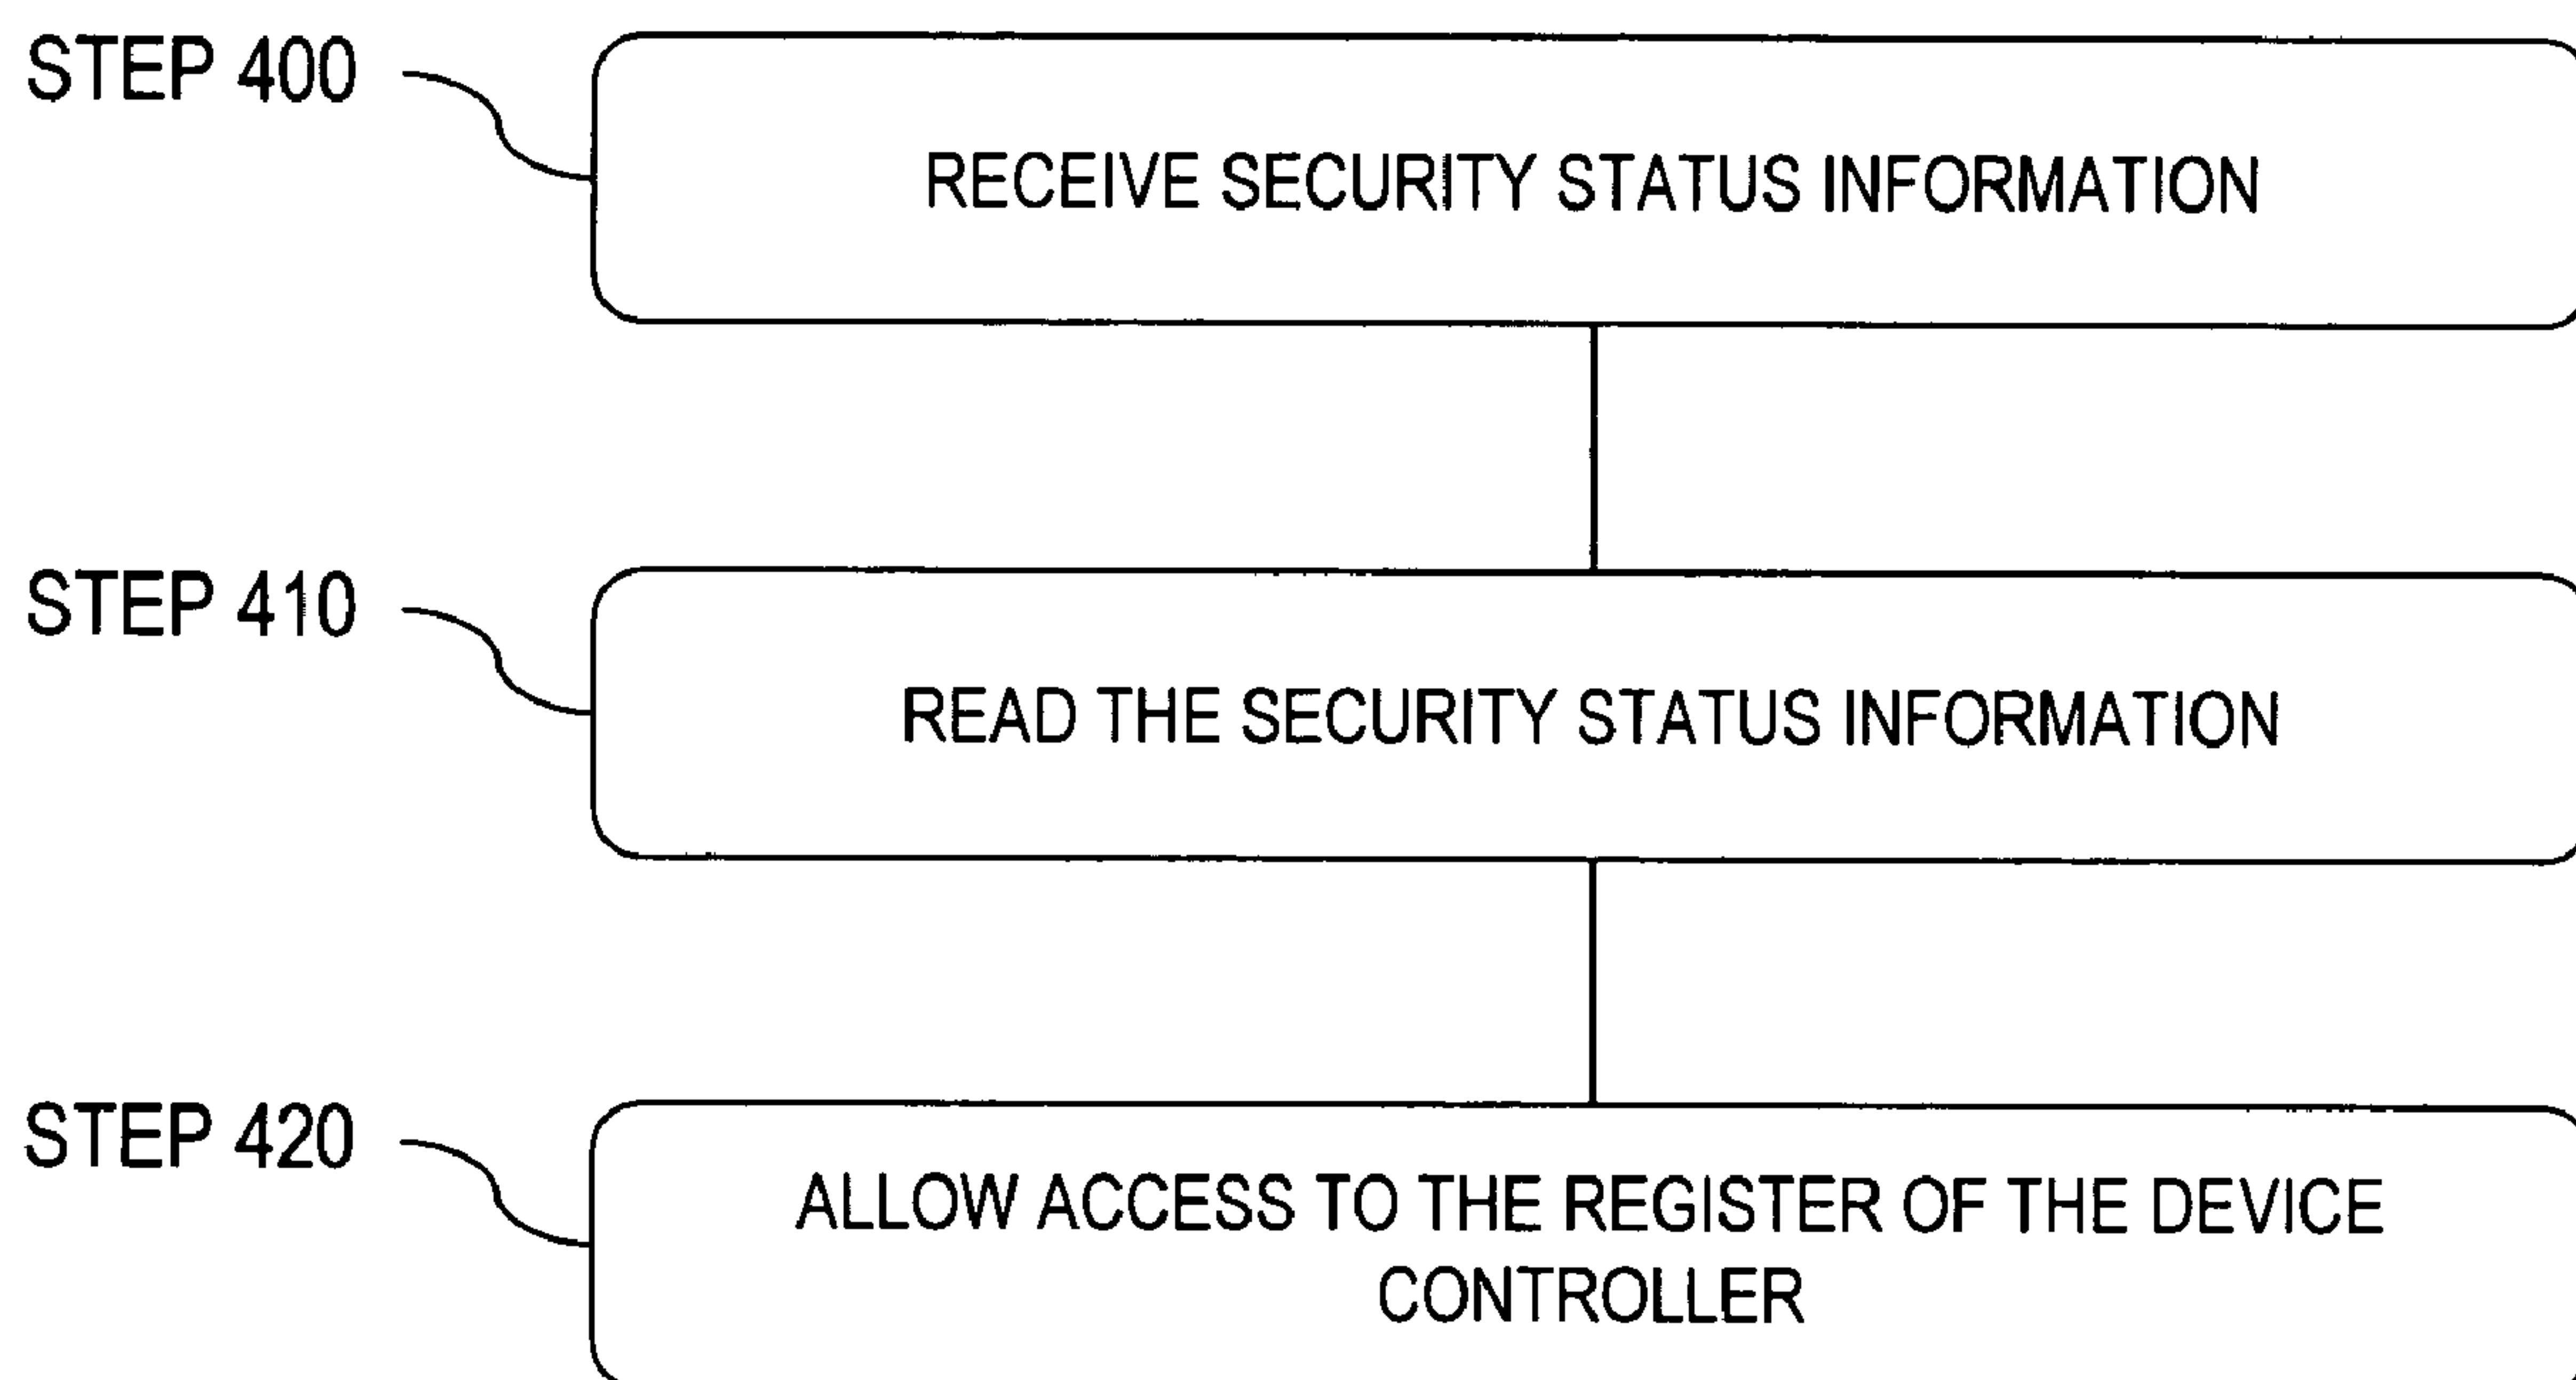 STEP 400
RECEIVE SECURITY STATUS INFORMATION
STEP 410
READ THE SECURITY STATUS INFORMATION
STEP 420
ALLOW ACCESS TO THE REGISTER OF THE DEVICE
CONTROLLER